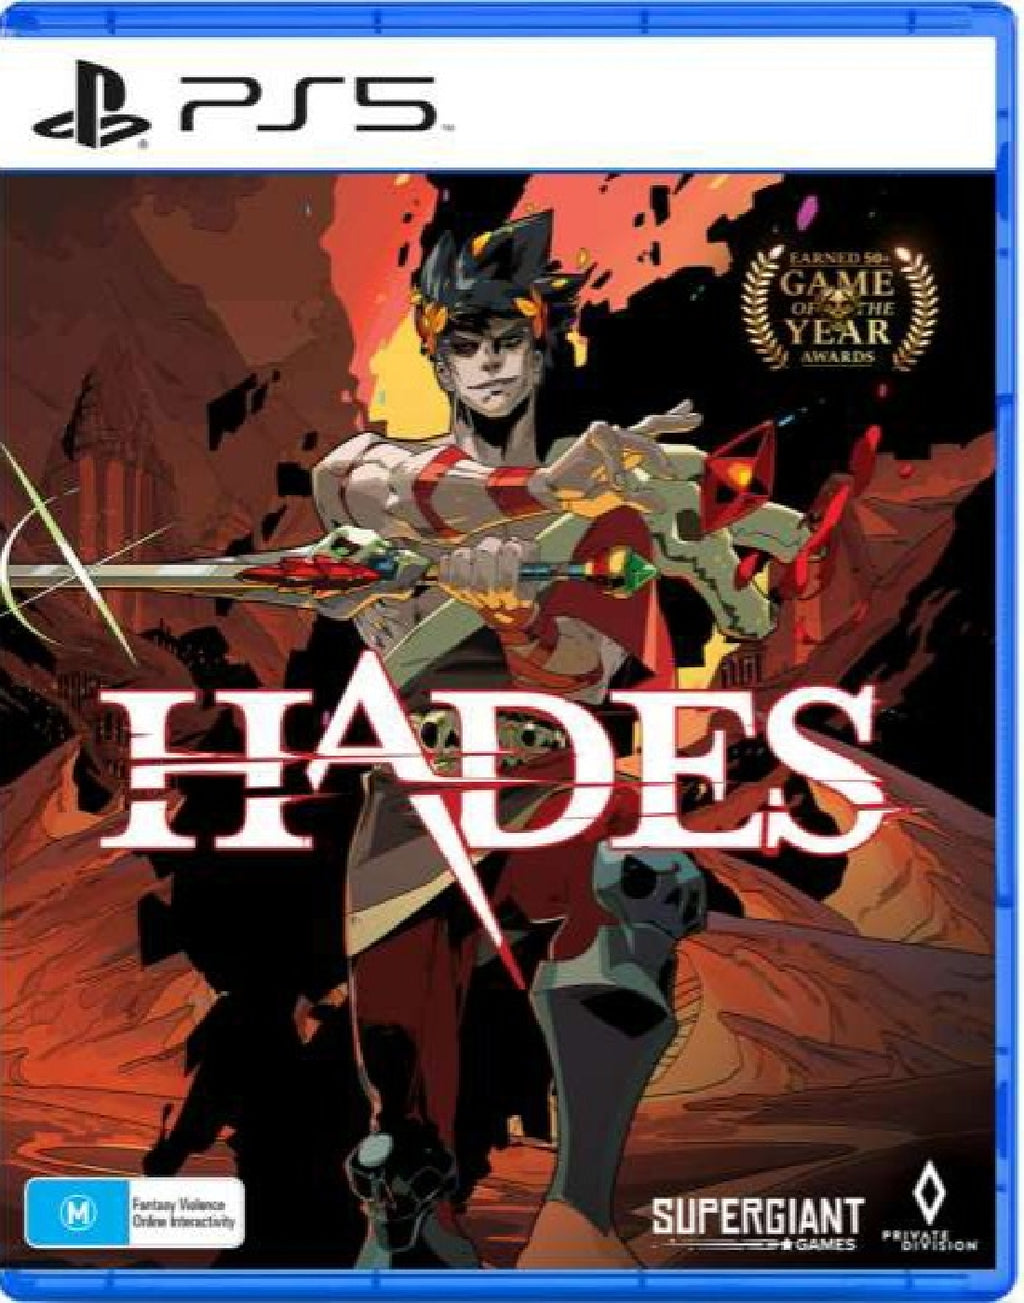 PS5
EARNED 50+
GAME
OF THE
YEAR
AWARDS
HADES
M
Fantasy Violence
Online Interactivity
SUPERGIANT
GAMES
PRIVATE
DIVISION